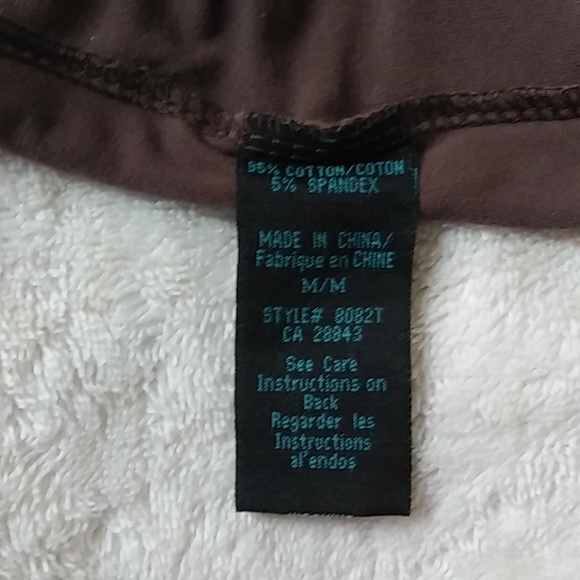 95% COTTON/COTON
5% SPANDEX
MADE IN CHINA/
Fabrique en CHINE
M/M
STYLE# 8082T
CA 28843
See Care
Instructions on
Back
Regarder les
Instructions
al'endos